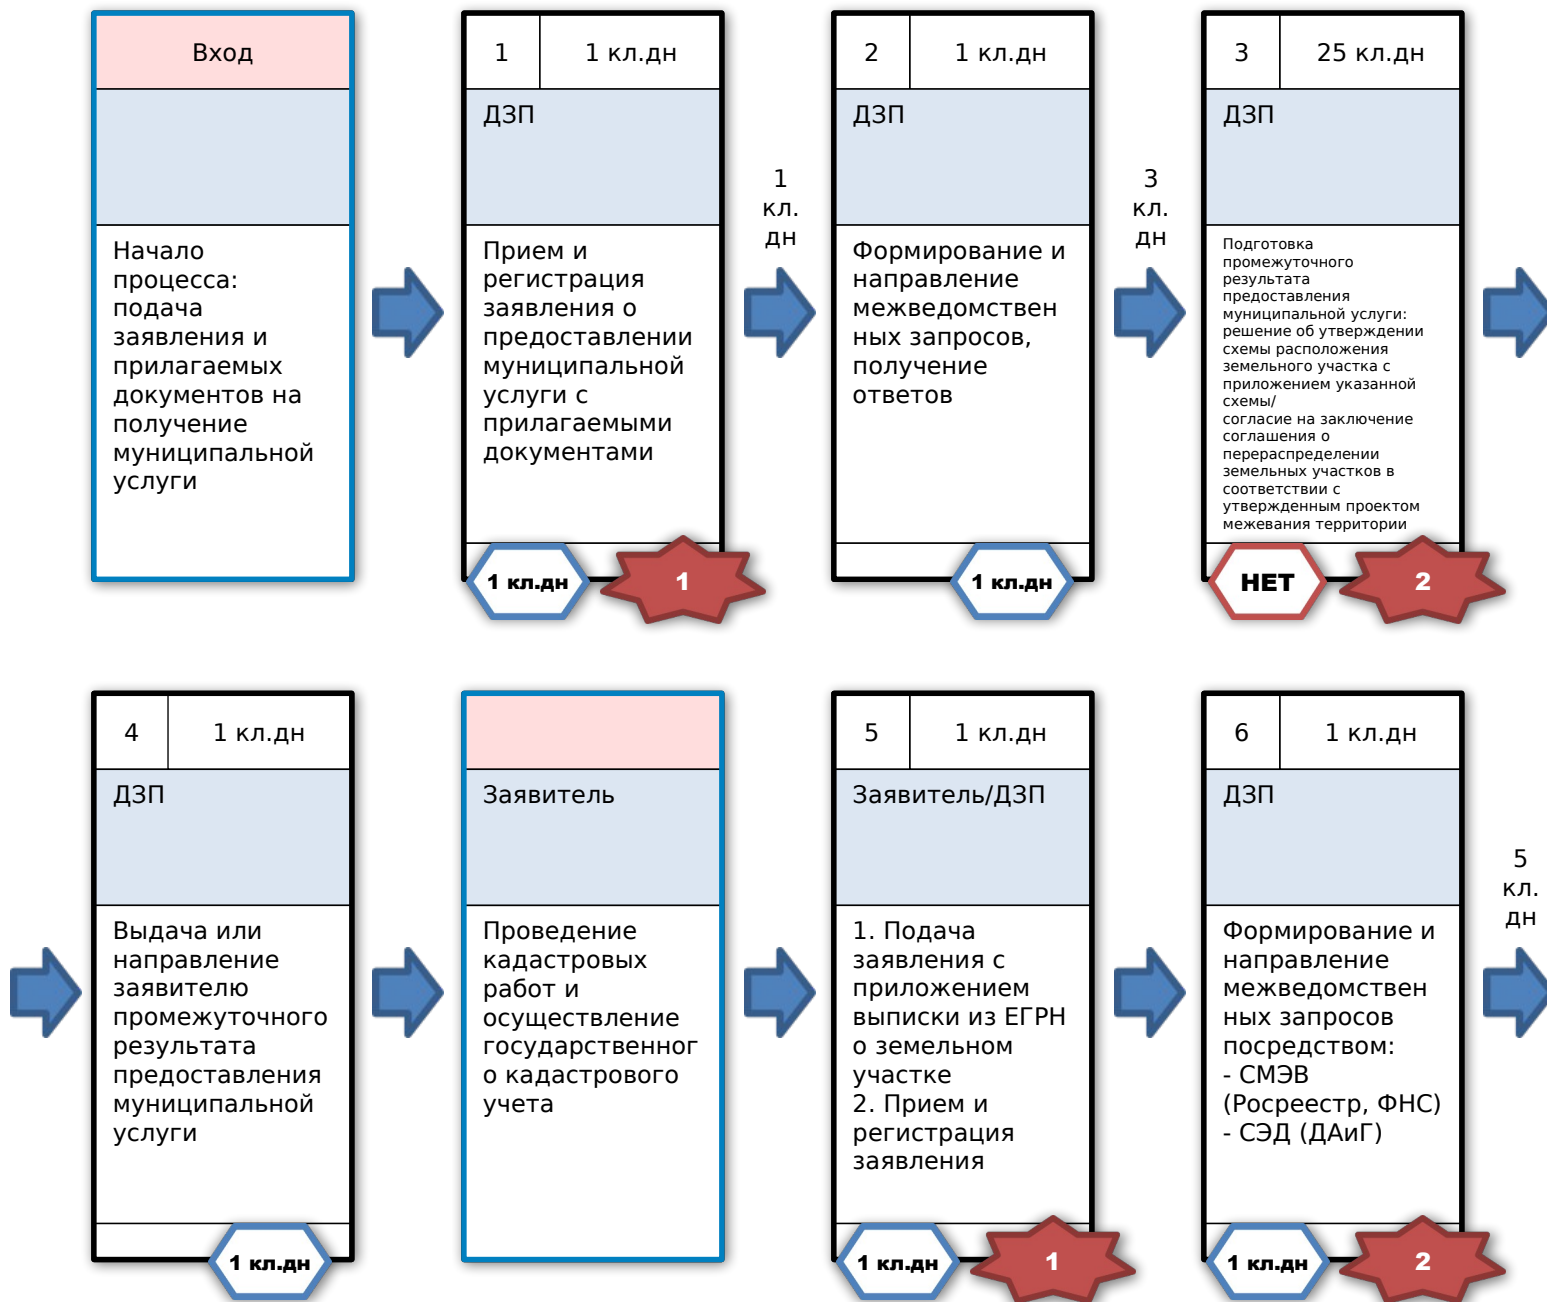 Вход
Начало
процесса:
подача
заявления и
прилагаемых
документов на
получение
муниципальной
услуги
1
1 кл.дн
ДЗП
Прием и
регистрация
заявления о
предоставлении
муниципальной
услуги с
прилагаемыми
документами
1 кл.дн
1
1
кл.
дн
2
1 кл.дн
ДЗП
Формирование и
направление
межведомствен
ных запросов,
получение
ответов
1 кл.дн
3
кл.
дн
3
25 кл.дн
ДЗП
Подготовка
промежуточного
результата
предоставления
муниципальной услуги:
решение об утверждении
схемы расположения
земельного участка с
приложением указанной
схемы/
согласие на заключение
соглашения о
перераспределении
земельных участков в
соответствии с
утвержденным проектом
межевания территории
НЕТ
2
4
1 кл.дн
ДЗП
Выдача или
направление
заявителю
промежуточного
результата
предоставления
муниципальной
услуги
1 кл.дн
Заявитель
Проведение
кадастровых
работ и
осуществление
государственног
о кадастрового
учета
5
1 кл.дн
Заявитель/ДЗП
1. Подача
заявления с
приложением
выписки из ЕГРН
о земельном
участке
2. Прием и
регистрация
заявления
1 кл.дн
1
6
1 кл.дн
ДЗП
Формирование и
направление
межведомствен
ных запросов
посредством:
- СМЭВ
(Росреестр, ФНС)
- СЭД (ДАиГ)
1 кл.дн
2
5
кл.
дн